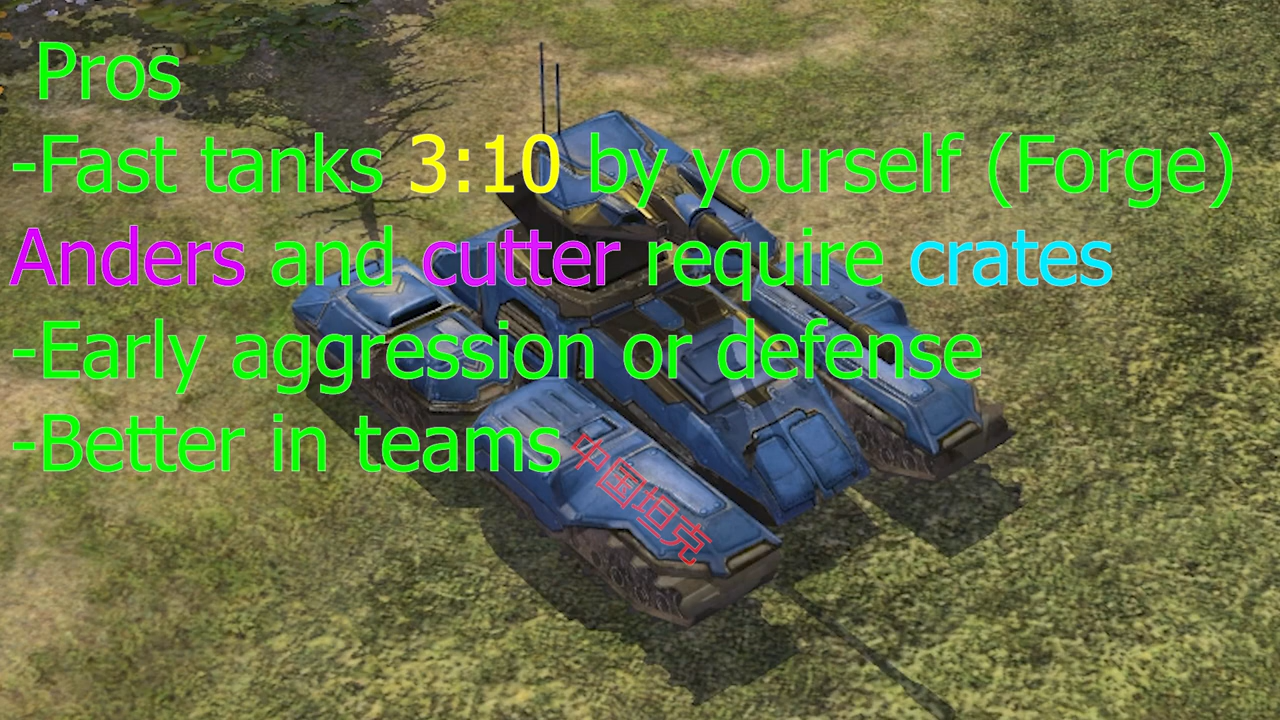 Pros
-Fast tanks 3:10 by yourself (Forge)
Anders and cutter require crates
-Early aggression or defense
-Better in teams
中国坦克